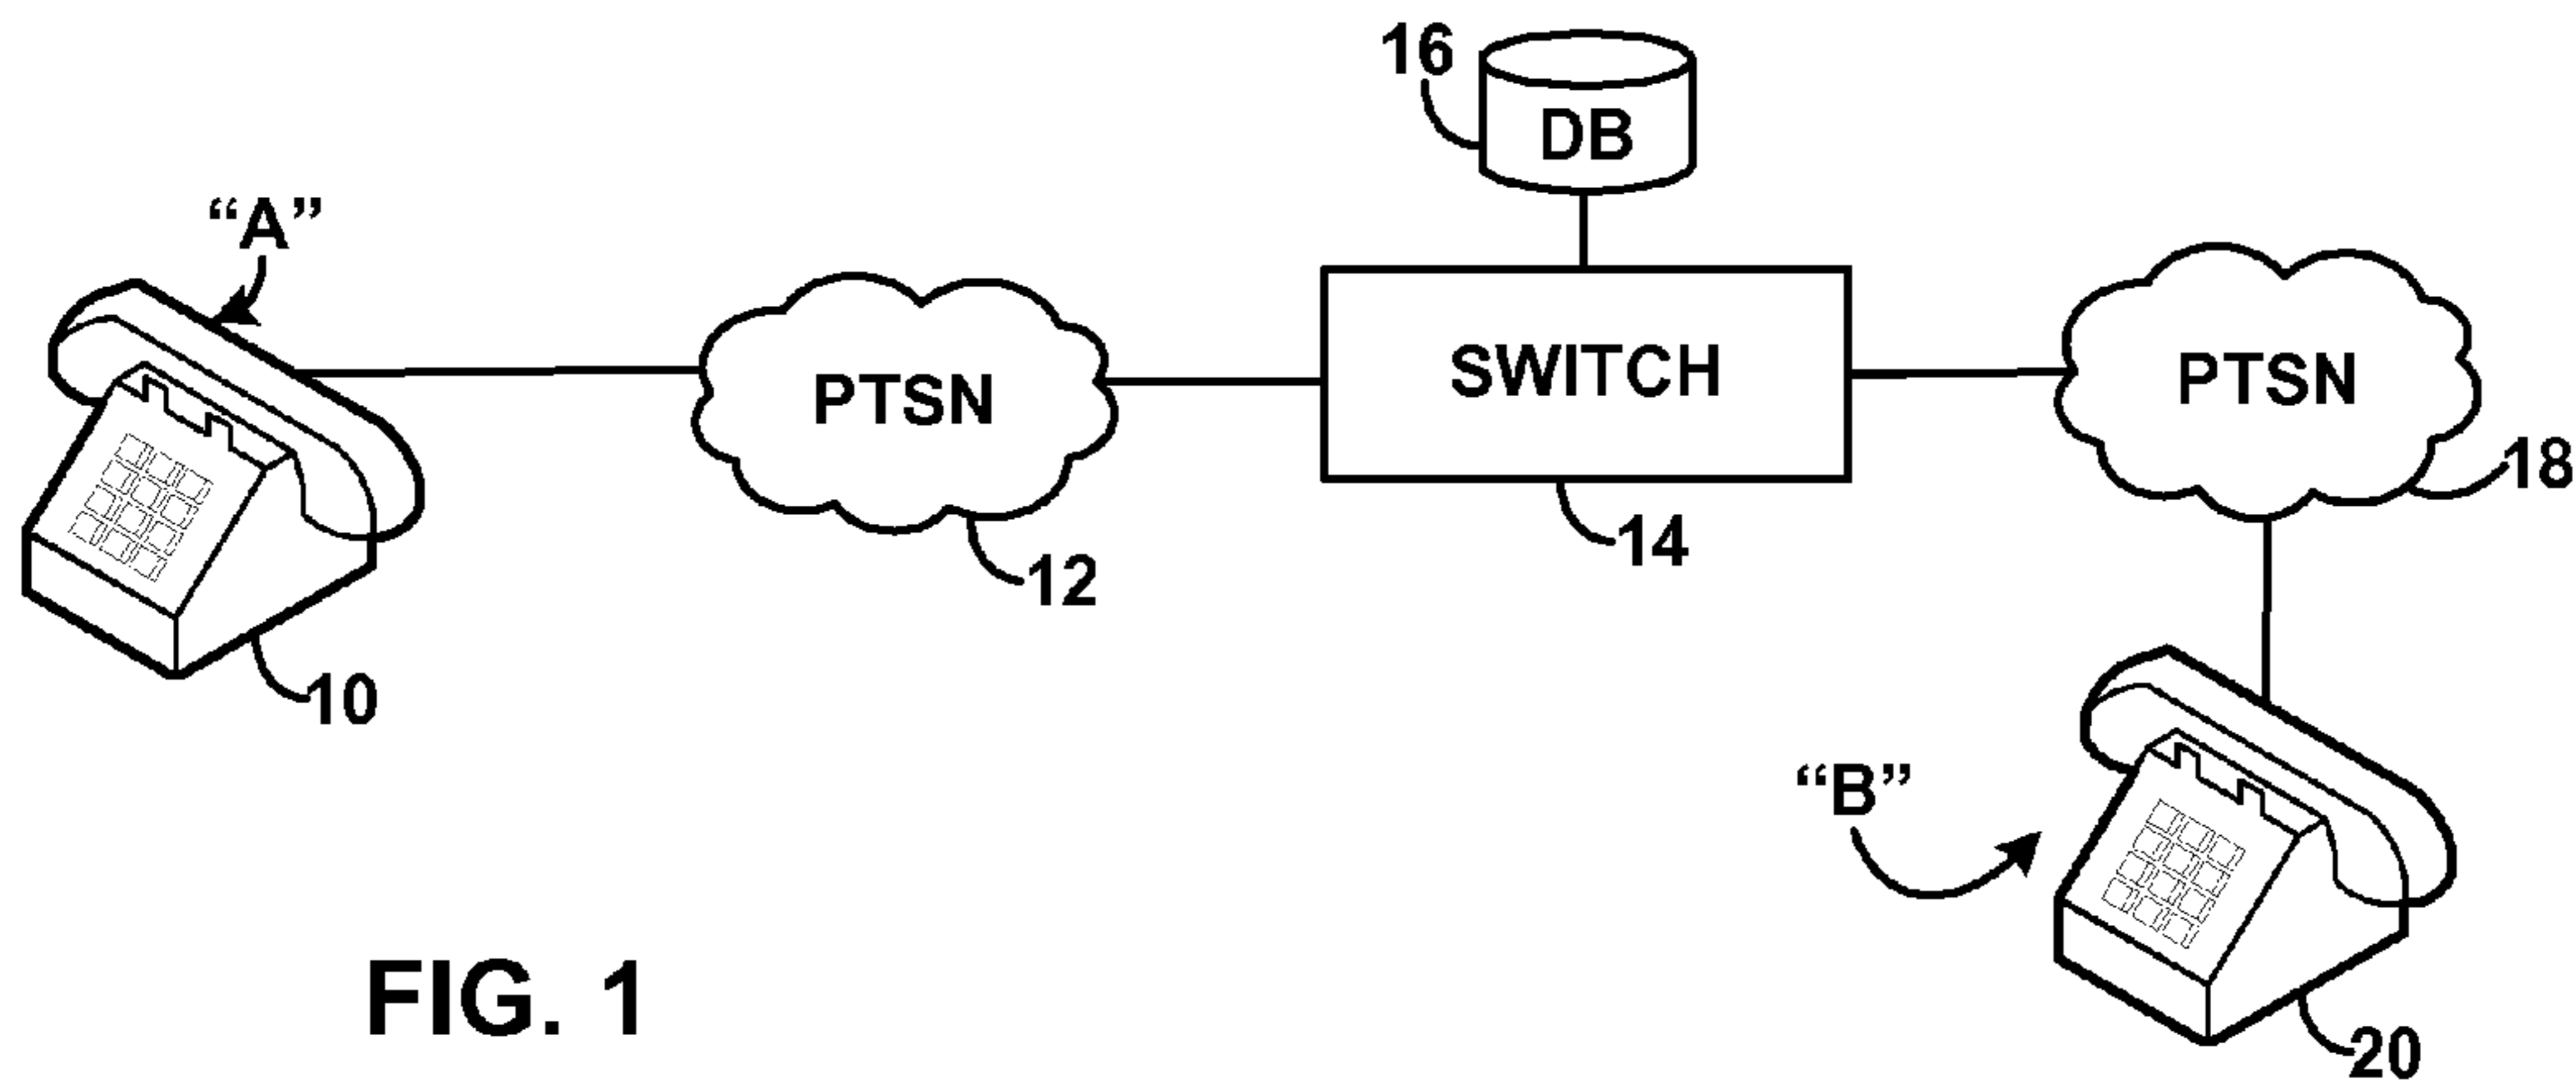 16
DB
“A”
PTSN
SWITCH
PTSN
18
14
12
10
“B”
FIG. 1
20